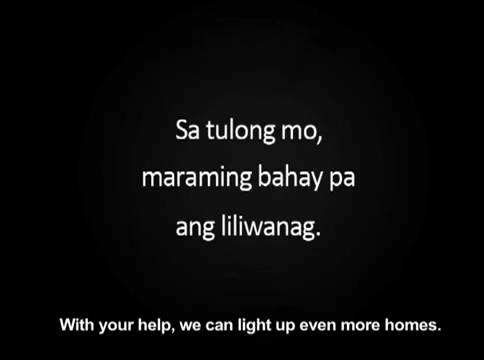 Sa tulong mo,
maraming bahay pa
ang liliwanag.
With your help, we can light up even more homes.